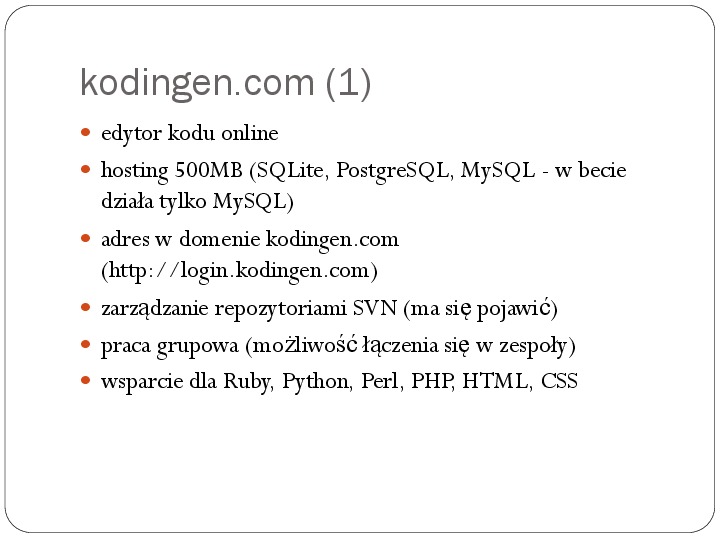 kodingen.com (1)
• edytor kodu online
• hosting 500MB (SQLite, PostgreSQL, MySQL - w becie
działa tylko MySQL)
• adres w domenie kodingen.com
(http://login.kodingen.com)
• zarządzanie repozytoriami SVN (ma się pojawić)
• praca grupowa (możliwość łączenia się w zespoły)
• wsparcie dla Ruby, Python, Perl, PHP, HTML, CSS